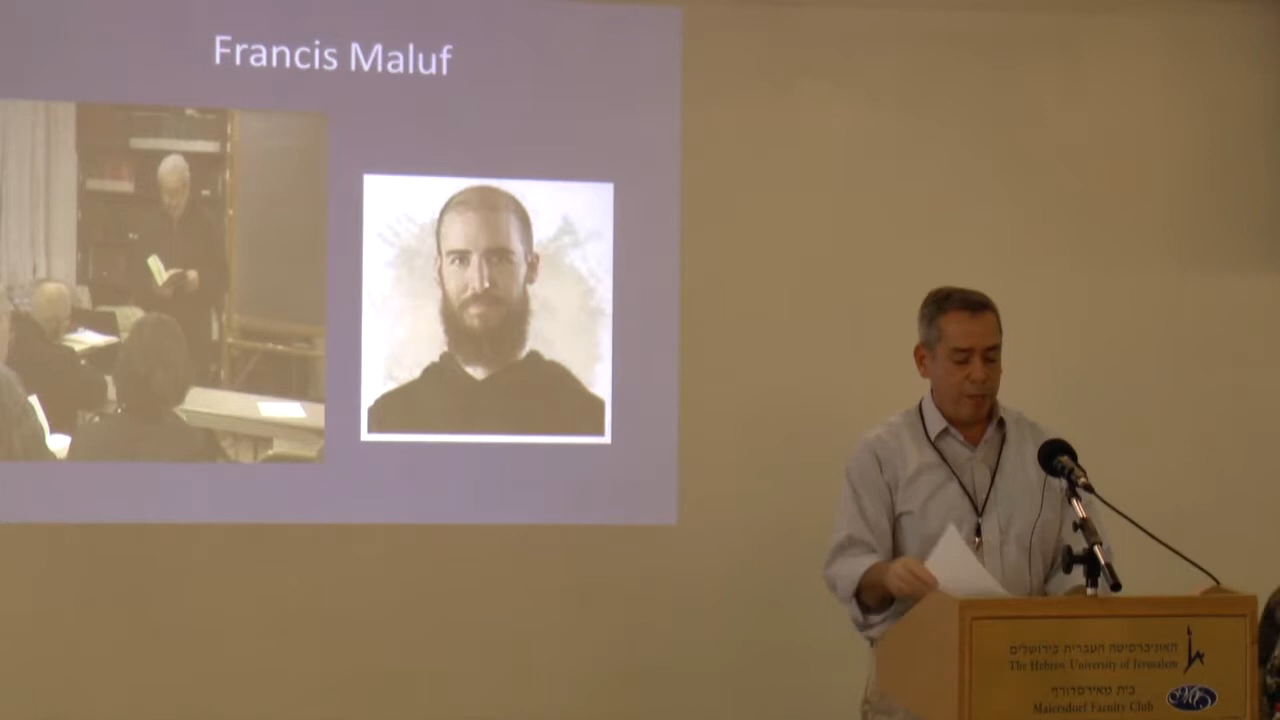 Francis Maluf
האוניברסיטה העברית בירושלים
The Hebrew University of Jerusalem
בית מאירסדורף
Maiersdorf Faculty Club